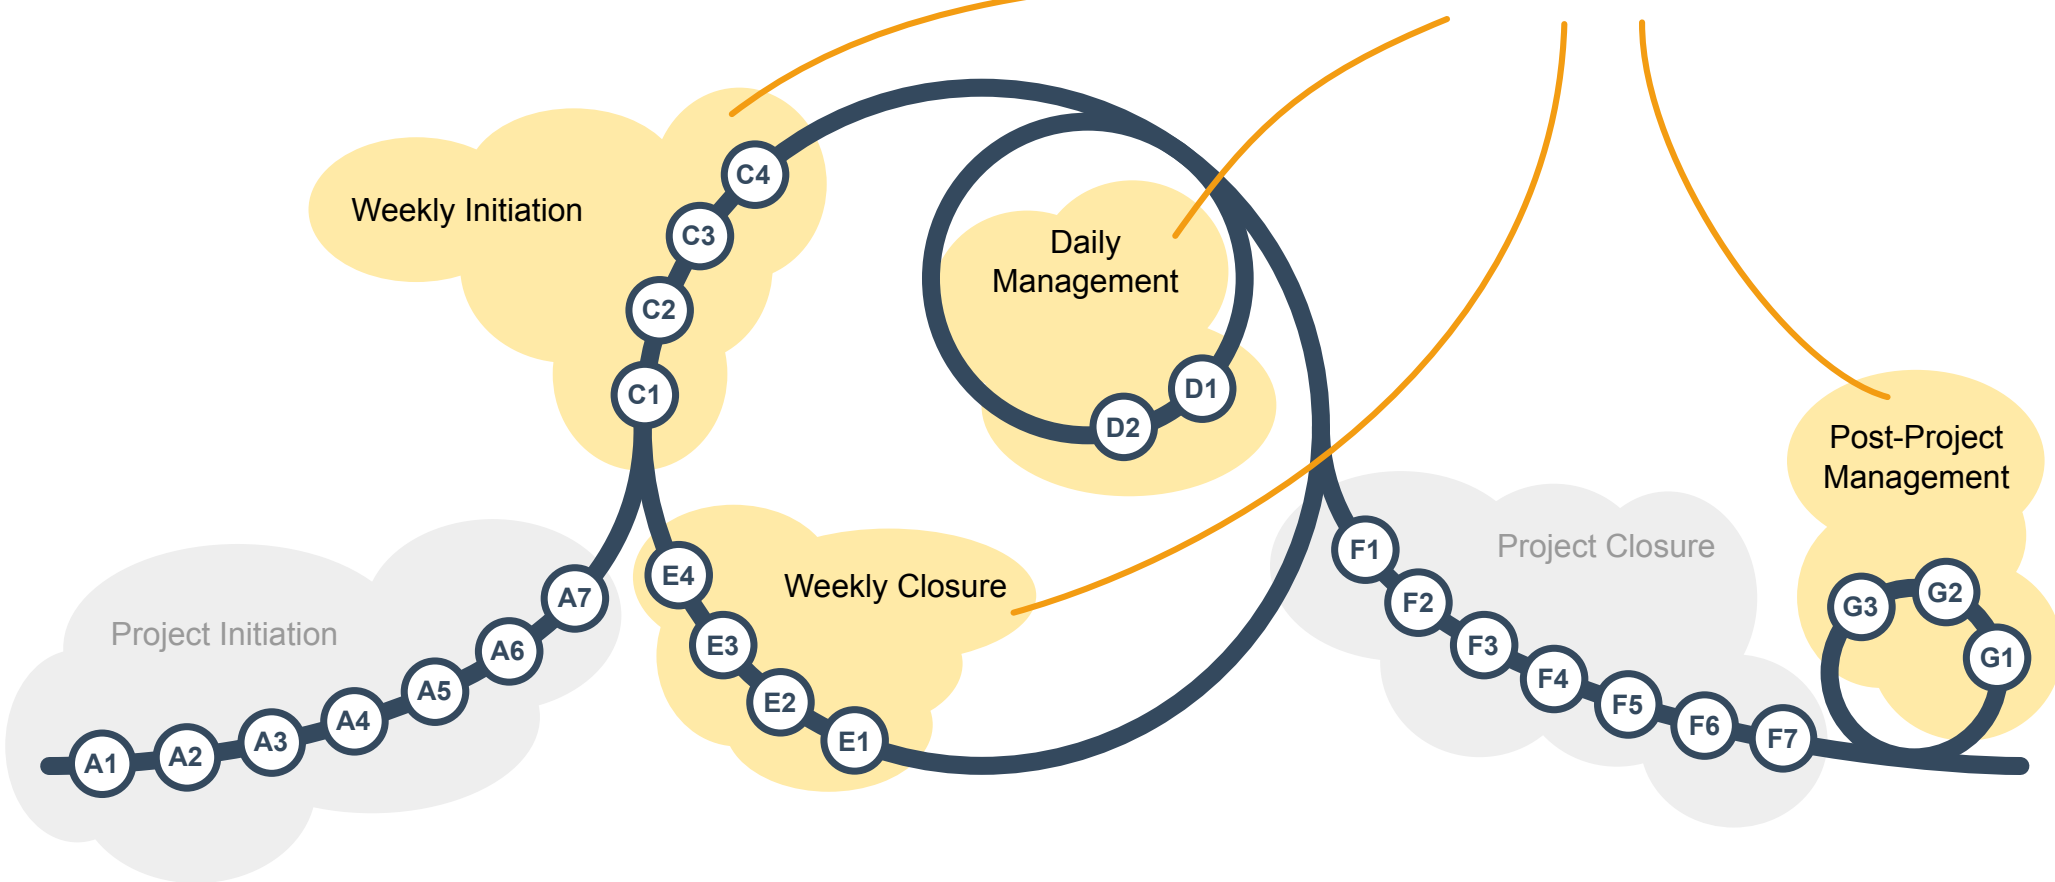 Weekly Initiation
C4
C3
C2
C1
Daily
Management
D1
D2
Weekly Closure
E4
E3
E2
E1
Project Initiation
A1
A2
A3
A4
A5
A6
A7
Project Closure
F1
F2
F3
F4
F5
F6
F7
Post-Project
Management
G3
G2
G1